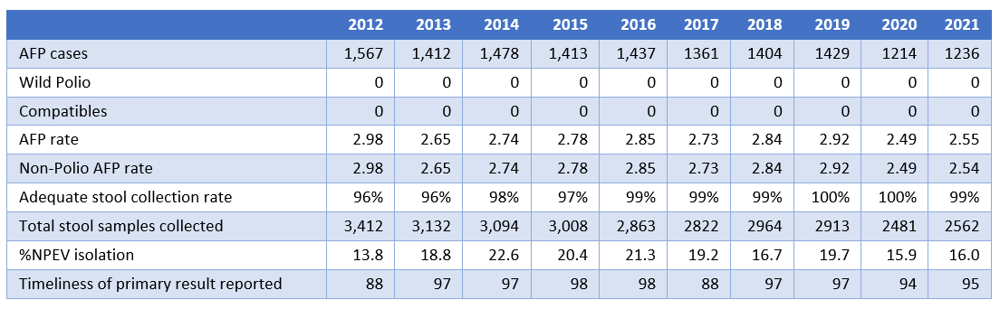 2012 2013 2014 2015 2016 2017 2018 2019 2020 2021
AFP cases 1,567 1,412 1,478 1,413 1,437 1361 1404 1429 1214 1236
Wild Polio 0 0 0 0 0 0 0 0 0 0
Compatibles 0 0 0 0 0 0 0 0 0 0
AFP rate 2.98 2.65 2.74 2.78 2.85 2.73 2.84 2.92 2.49 2.55
Non-Polio AFP rate 2.98 2.65 2.74 2.78 2.85 2.73 2.84 2.92 2.49 2.54
Adequate stool collection rate 96% 96% 98% 97% 99% 99% 99% 100% 100% 99%
Total stool samples collected 3,412 3,132 3,094 3,008 2,863 2822 2964 2913 2481 2562
%NPEV isolation 13.8 18.8 22.6 20.4 21.3 19.2 16.7 19.7 15.9 16.0
Timeliness of primary result reported 88 97 97 98 98 88 97 97 94 95